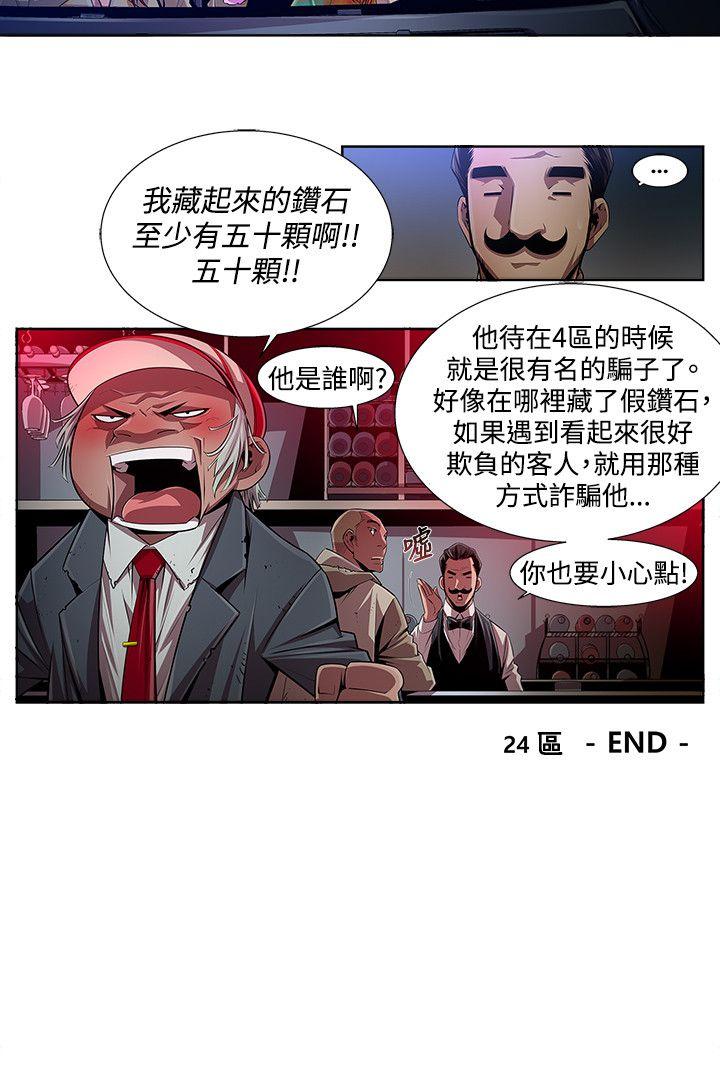 我藏起來的鑽石
至少有五十顆啊!!
五十顆!!
...
他是誰啊?
他待在4區的時候
就是很有名的騙子了。
好像在哪裡藏了假鑽石，
如果遇到看起來很好
欺負的客人，就用那種
方式詐騙他...
噓
你也要小心點!
24區 - END -